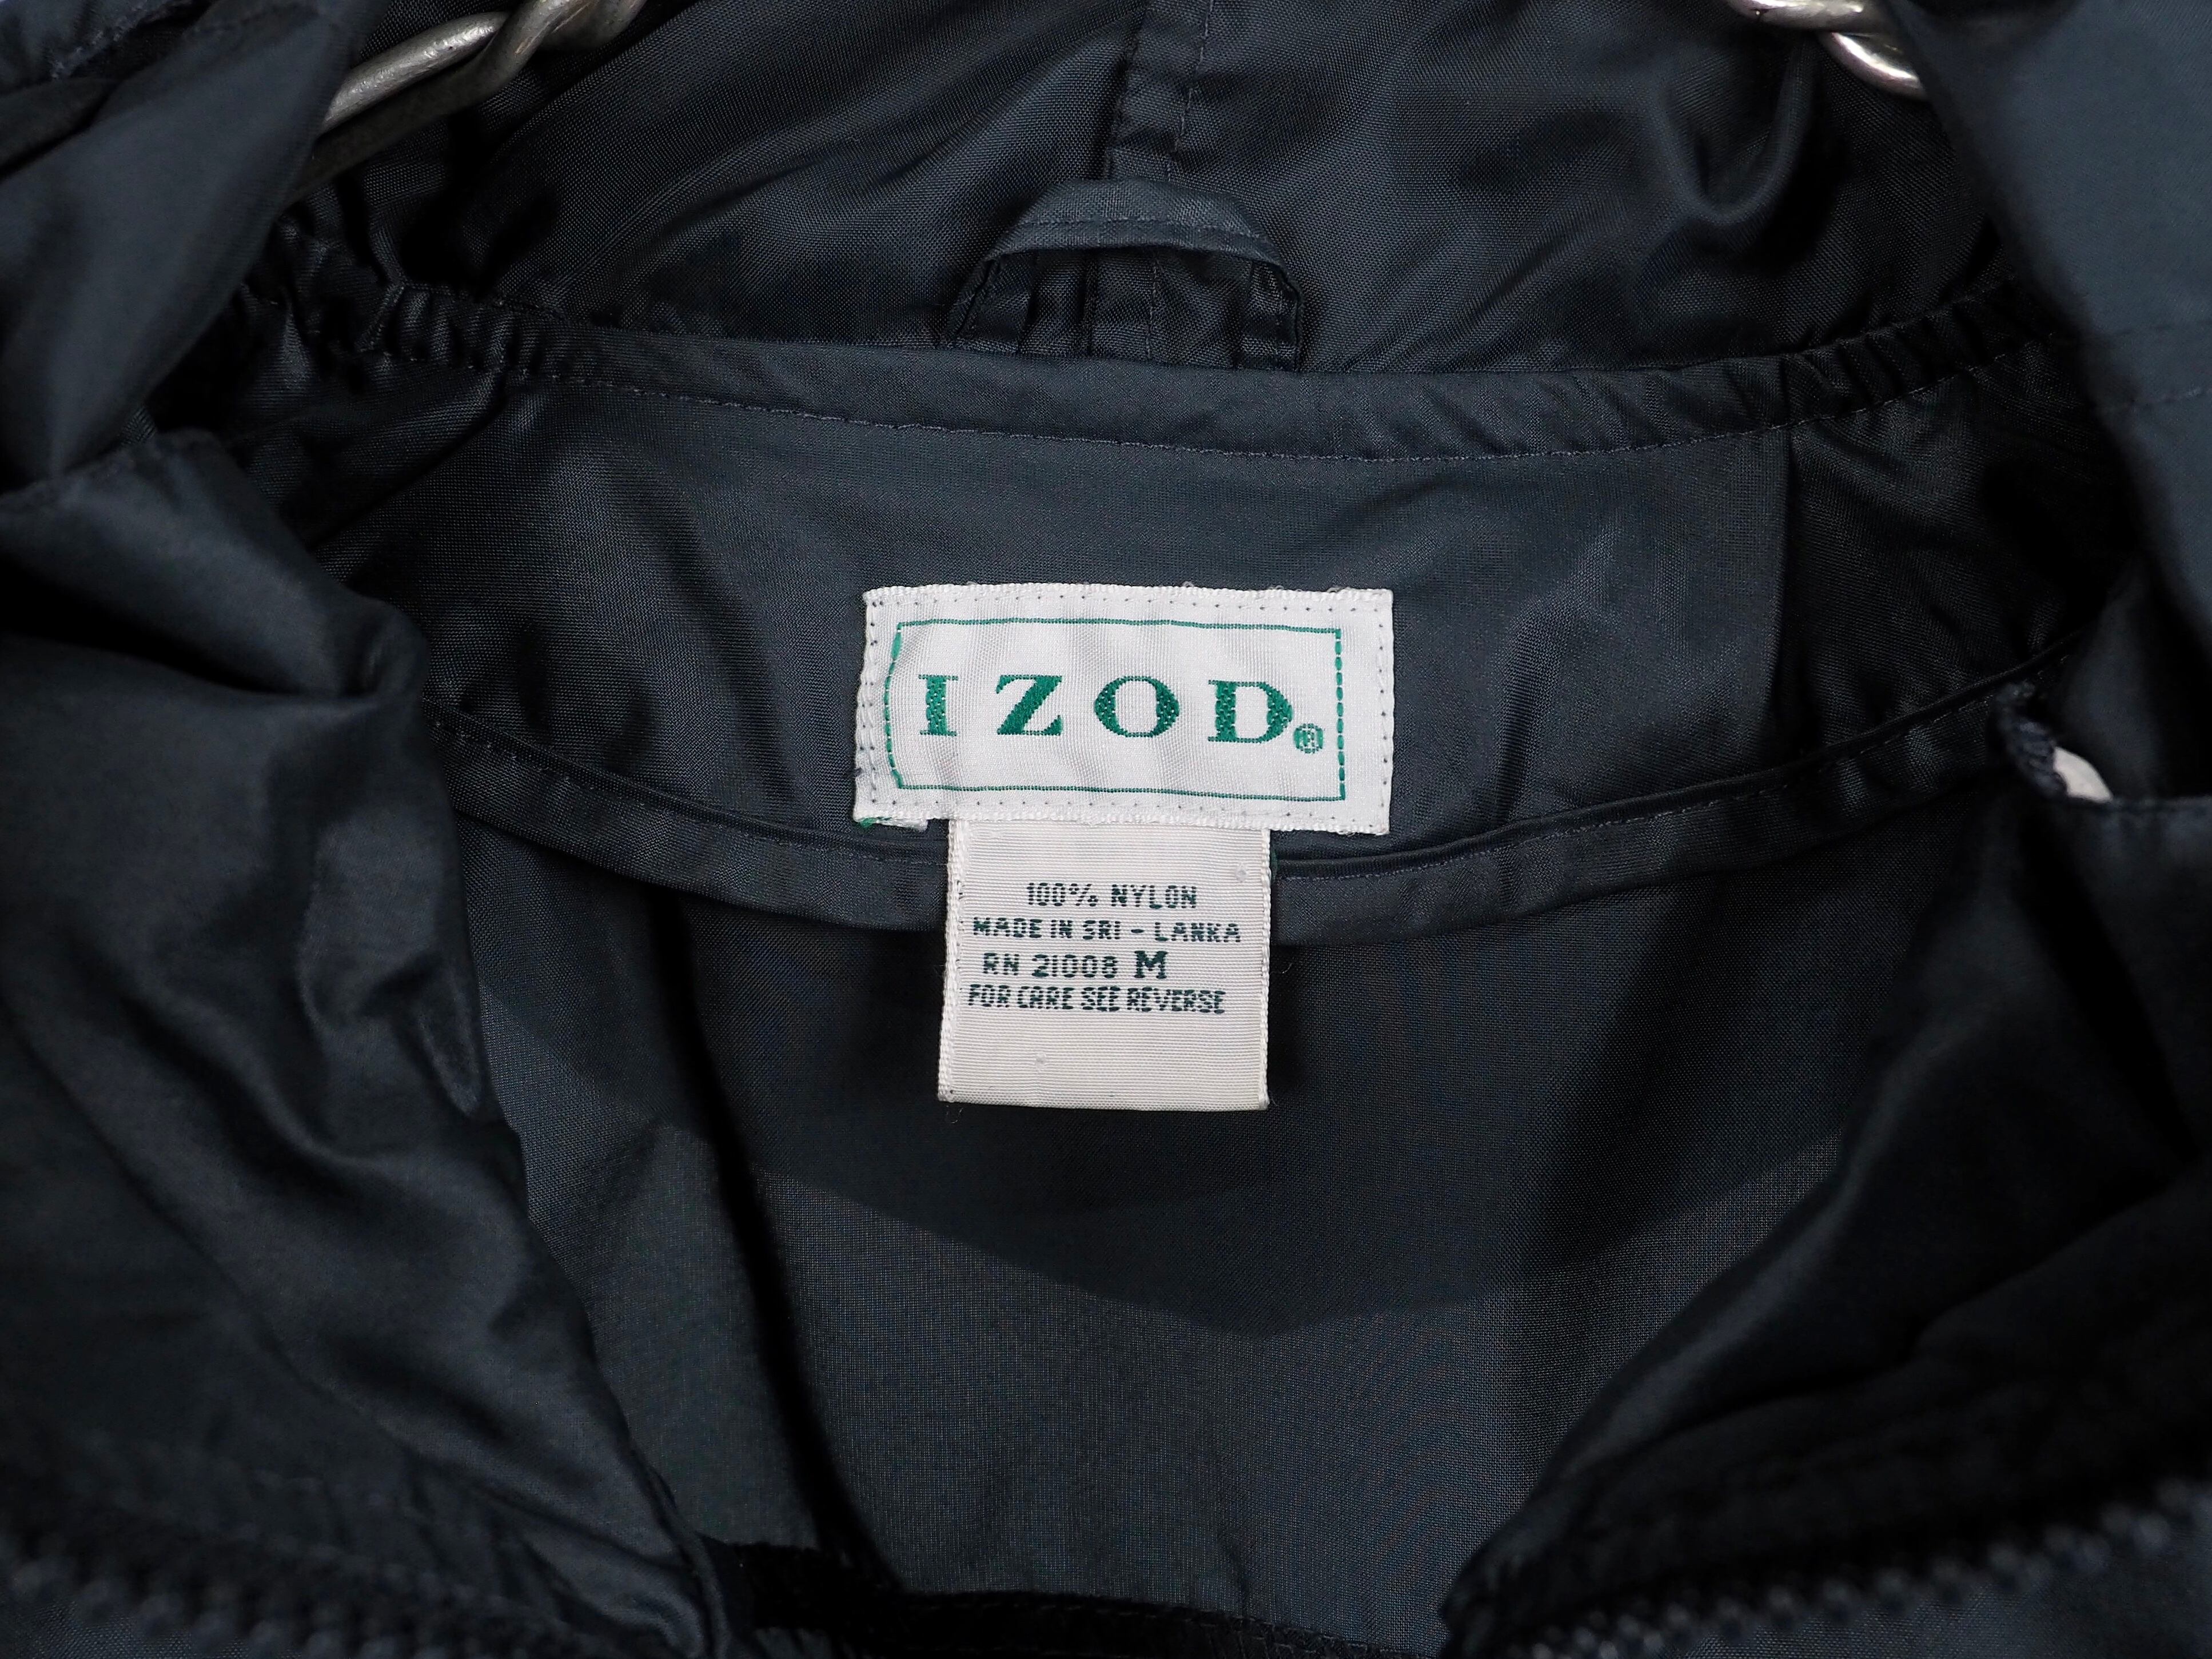 IZOD®
100% NYLON
MADE IN SRI - LANKA
RN 21008 M
FOR CARE SEE REVERSE